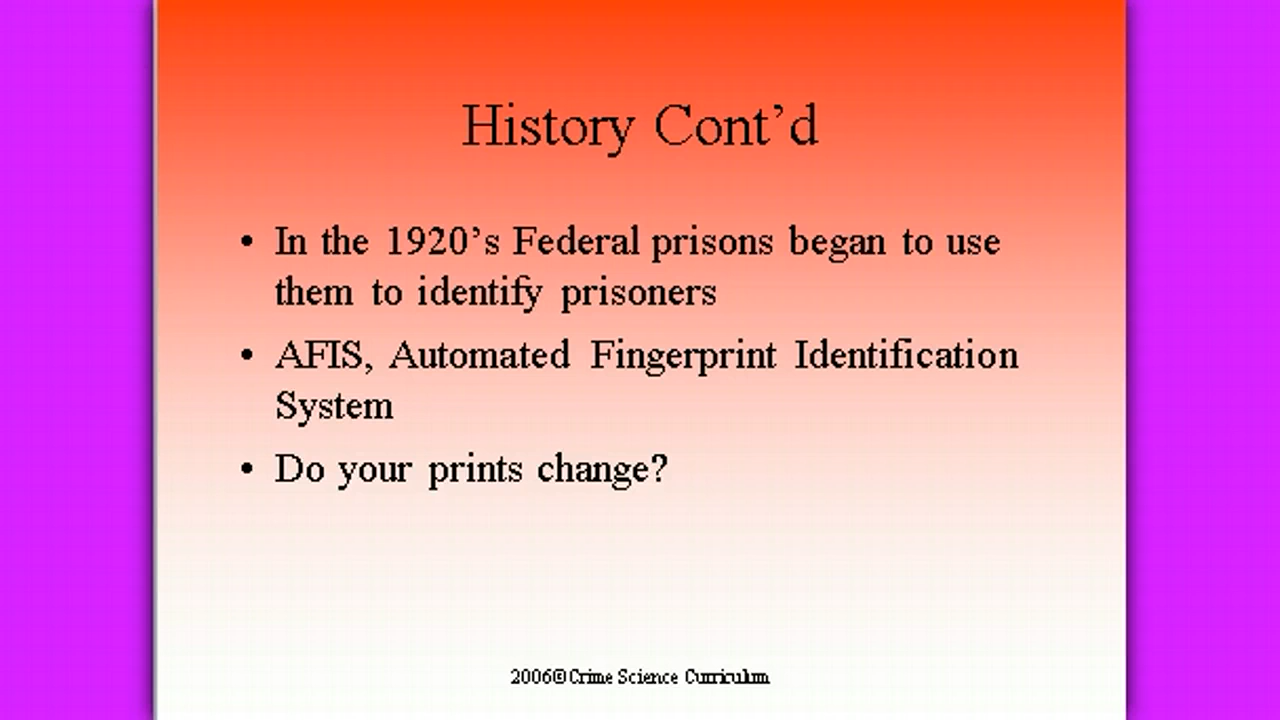 History Cont’d
• In the 1920’s Federal prisons began to use
them to identify prisoners
• AFIS, Automated Fingerprint Identification
System
• Do your prints change?
2006©Crime Science Curriculum